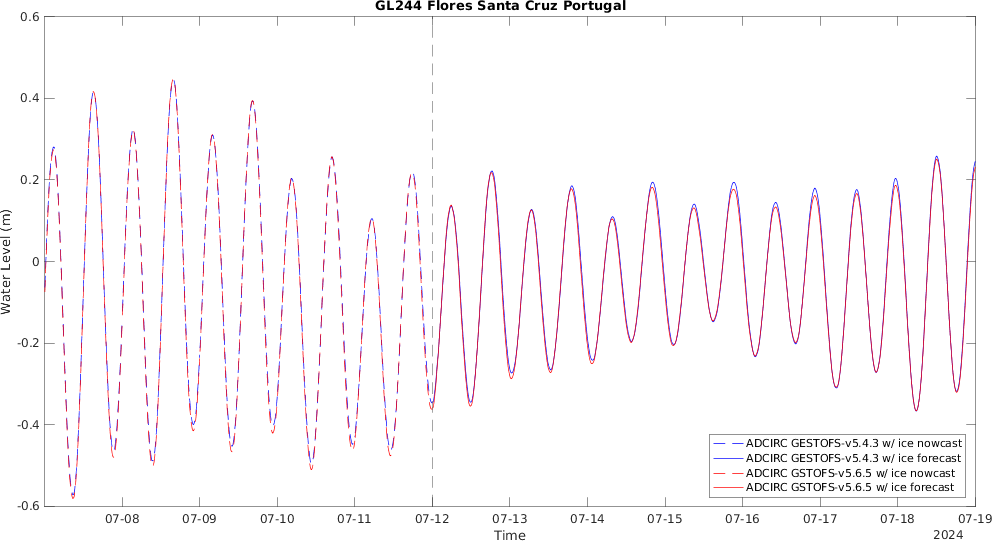 GL244 Flores Santa Cruz Portugal
0.6
0.4
0.2
0
-0.2
-0.4
-0.6
Water Level (m)
ADCIRC GESTOFS-v5.4.3 w/ ice nowcast
ADCIRC GESTOFS-v5.4.3 w/ ice forecast
ADCIRC GSTOFS-v5.6.5 w/ ice nowcast
ADCIRC GSTOFS-v5.6.5 w/ ice forecast
07-08 07-09 07-10 07-11 07-12 07-13 07-14 07-15 07-16 07-17 07-18 07-19
Time
2024